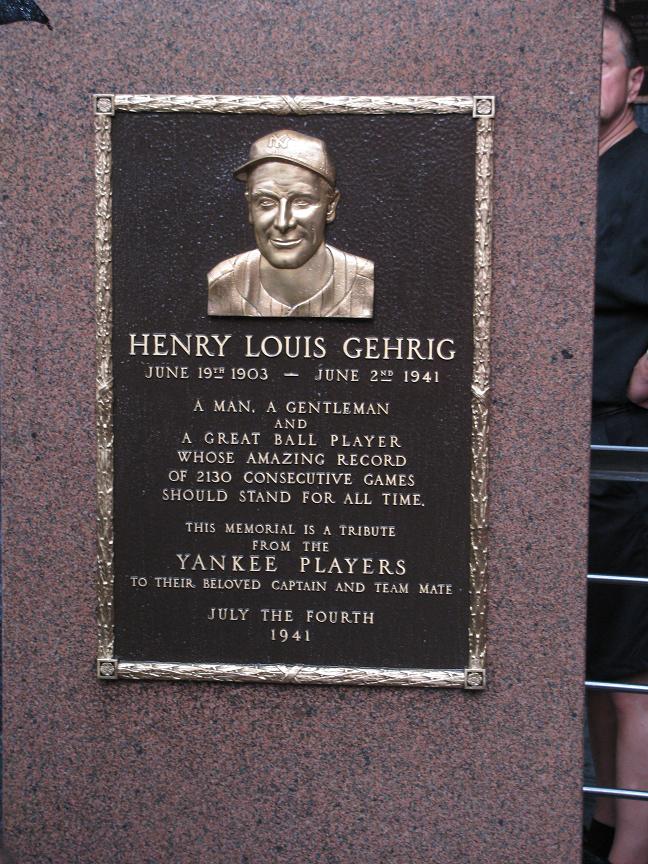 NY
HENRY LOUIS GEHRIG
JUNE 19TH 1903 — JUNE 2ND 1941
A MAN, A GENTLEMAN
AND
A GREAT BALL PLAYER
WHOSE AMAZING RECORD
OF 2130 CONSECUTIVE GAMES
SHOULD STAND FOR ALL TIME.
THIS MEMORIAL IS A TRIBUTE
FROM THE
YANKEE PLAYERS
TO THEIR BELOVED CAPTAIN AND TEAM MATE
JULY THE FOURTH
1941